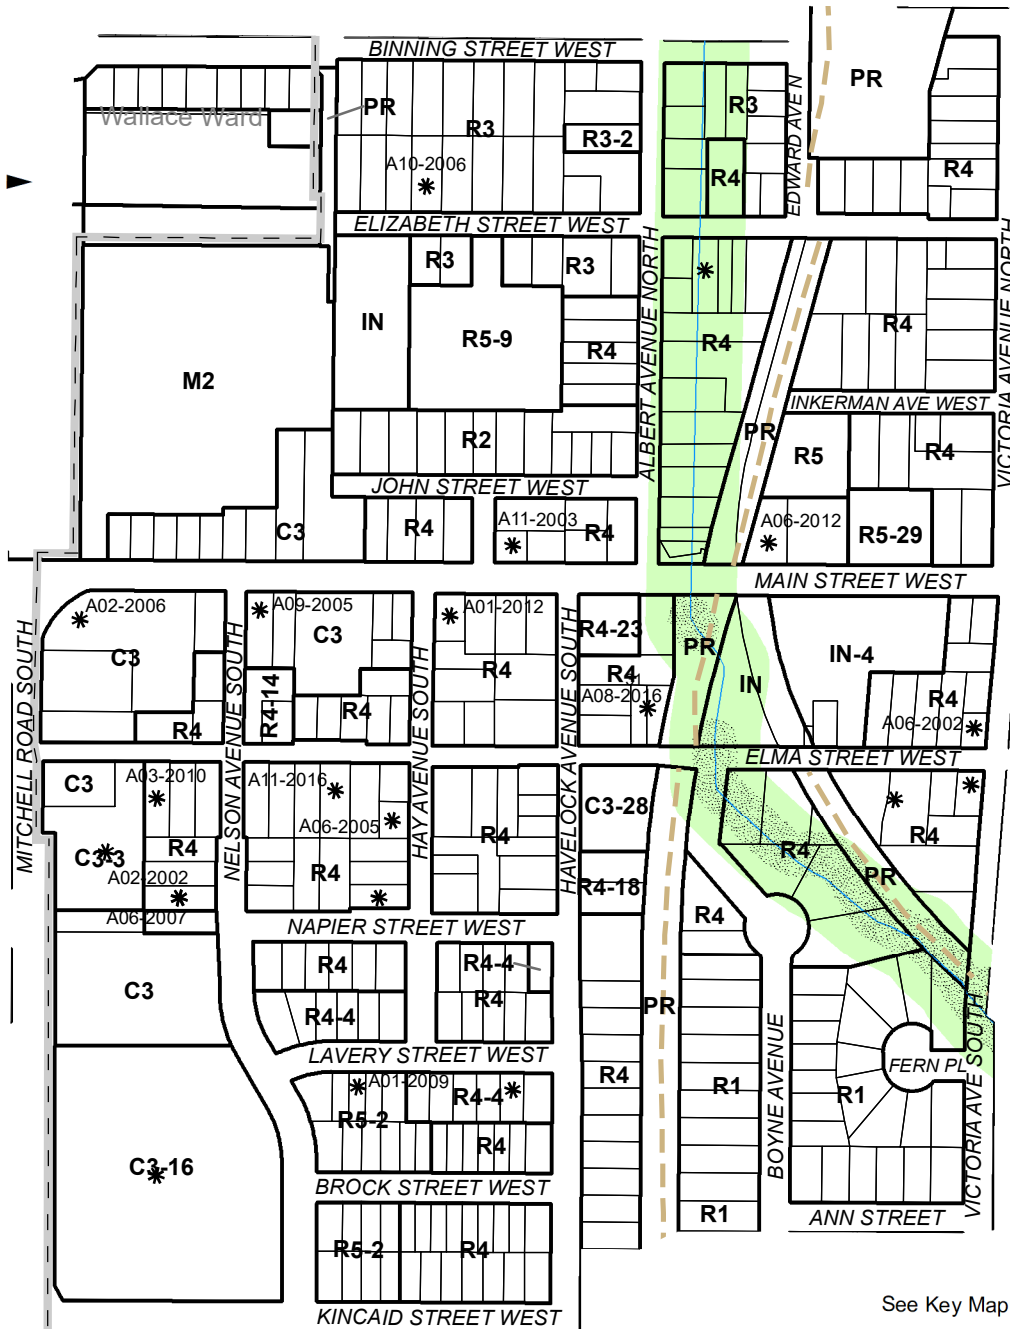 BINNING STREET WEST
PR
Wallace Ward
PR
R3
R3
R3-2
EDWARD AVE N
A10-2006
R4
R4
ELIZABETH STREET WEST
ALBERT AVENUE NORTH
VICTORIA AVENUE NORTH
R3
R3
IN
R5-9
R4
R4
R4
M2
INKERMAN AVE WEST
R2
PR
R5
R4
JOHN STREET WEST
C3
R4
A11-2003
R4
A06-2012
R5-29
MAIN STREET WEST
MITCHELL ROAD SOUTH
A02-2006
C3
R4
NELSON AVENUE SOUTH
A09-2005
C3
R4-14
R4
HAY AVENUE SOUTH
A01-2012
R4
HAVELOCK AVENUE SOUTH
R4-23
R4
A08-2016
PR
IN
IN-4
R4
A06-2002
ELMA STREET WEST
C3
A03-2010
A11-2016
A06-2005
C3-3
R4
R4
R4
C3-28
R4
R4
A02-2002
R4-18
PR
A06-2007
NAPIER STREET WEST
R4
C3
R4
R4-4
R4-4
R4
PR
LAVERY STREET WEST
BOYNE AVENUE
VICTORIA AVE SOUTH
FERN PL
A01-2009
R5-2
R4-4
R4
R4
R1
R1
C3-16
BROCK STREET WEST
R1
ANN STREET
R5-2
R4
KINCAID STREET WEST
See Key Map